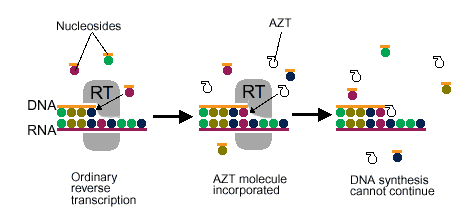 Nucleosides
AZT
RT
RT
DNA
RNA
Ordinary
reverse
transcription
AZT molecule
incorporated
DNA synthesis
cannot continue